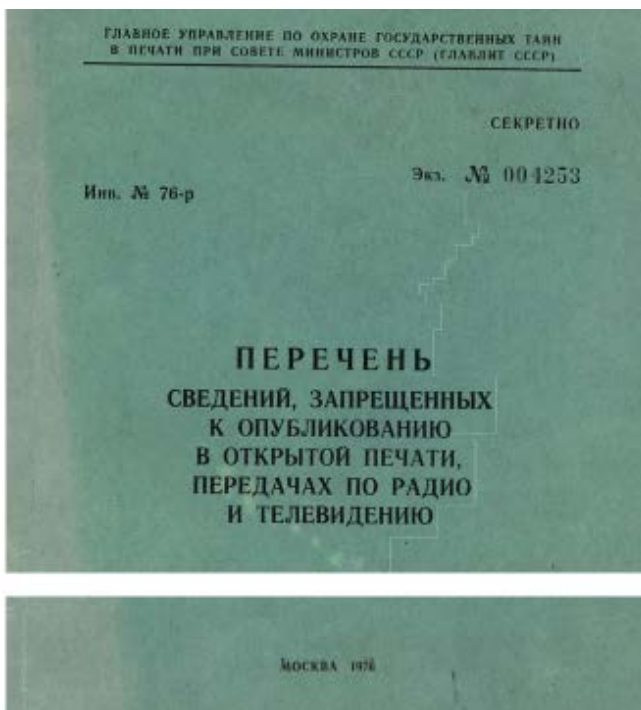 ГЛАВНОЕ УПРАВЛЕНИЕ ПО ОХРАНЕ ГОСУДАРСТВЕННЫХ ТАЙН
В ПЕЧАТИ ПРИ СОВЕТЕ МИНИСТРОВ СССР (ГЛАВЛИТ СССР)
СЕКРЕТНО
Экз. № 004253
Инв. № 76-р
ПЕРЕЧЕНЬ
СВЕДЕНИЙ, ЗАПРЕЩЕННЫХ
К ОПУБЛИКОВАНИЮ
В ОТКРЫТОЙ ПЕЧАТИ,
ПЕРЕДАЧАХ ПО РАДИО
И ТЕЛЕВИДЕНИЮ
МОСКВА 1976